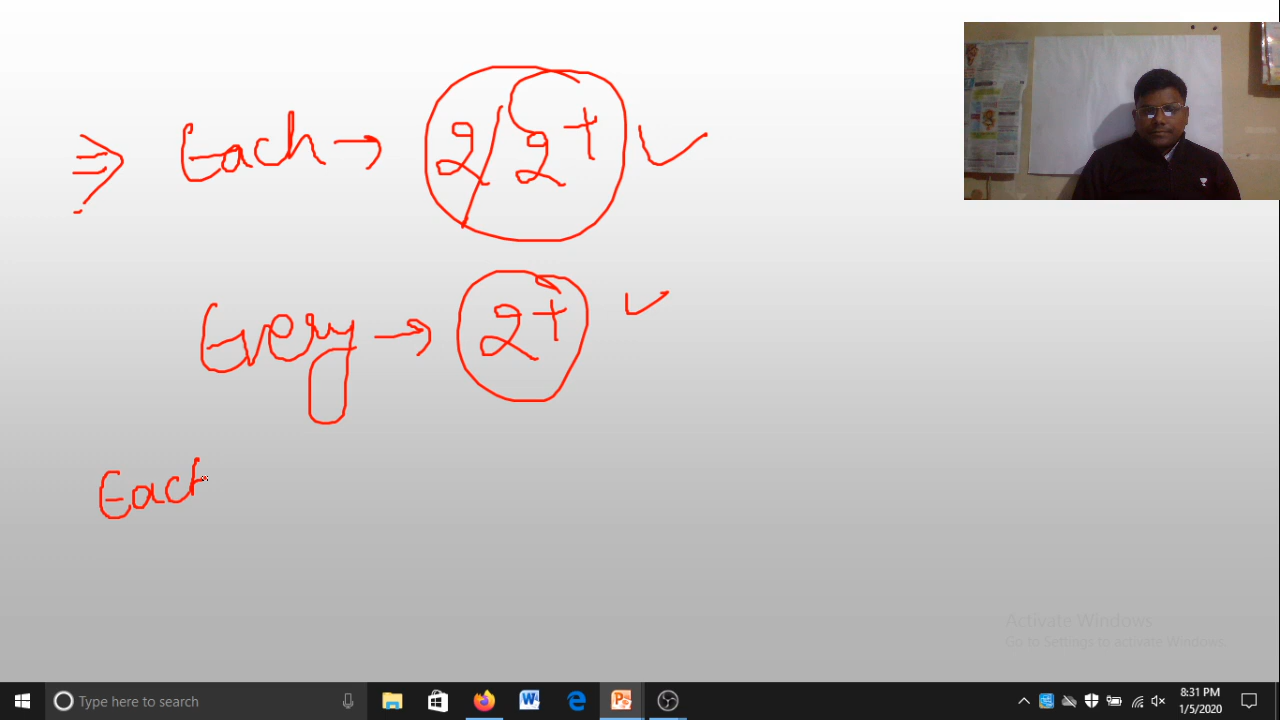 ⇒ Each → 2/2+ ✓
Every → 2+ ✓
Each
Activate Windows
Go to Settings to activate Windows.
Type here to search
8:31 PM
1/5/2020